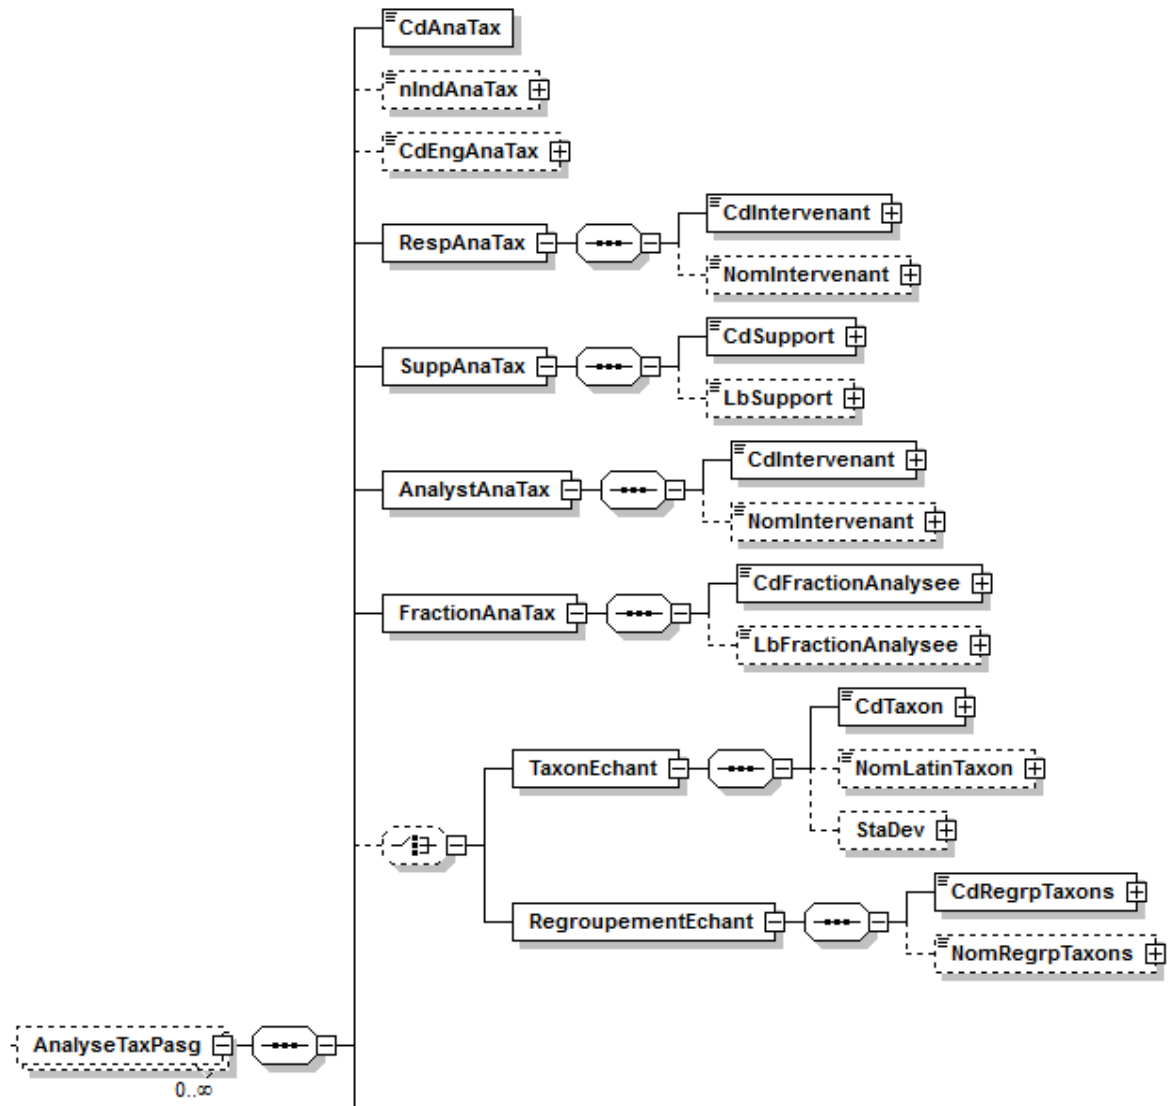 CdAnaTax
nIndAnaTax
CdEngAnaTax
CdIntervenant
RespAnaTax
NomIntervenant
CdSupport
SuppAnaTax
LbSupport
CdIntervenant
AnalystAnaTax
NomIntervenant
CdFractionAnalysee
FractionAnaTax
LbFractionAnalysee
CdTaxon
TaxonEchant
NomLatinTaxon
StaDev
CdRegrpTaxons
RegroupementEchant
NomRegrpTaxons
AnalyseTaxPasg
0..∞